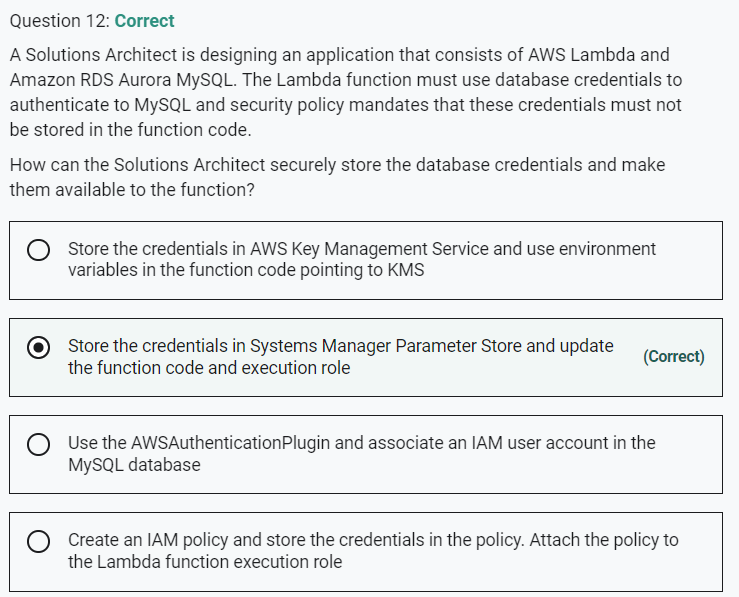 Question 12: Correct
A Solutions Architect is designing an application that consists of AWS Lambda and
Amazon RDS Aurora MySQL. The Lambda function must use database credentials to
authenticate to MySQL and security policy mandates that these credentials must not
be stored in the function code.
How can the Solutions Architect securely store the database credentials and make
them available to the function?
Store the credentials in AWS Key Management Service and use environment
variables in the function code pointing to KMS
Store the credentials in Systems Manager Parameter Store and update
the function code and execution role
(Correct)
Use the AWSAuthenticationPlugin and associate an IAM user account in the
MySQL database
Create an IAM policy and store the credentials in the policy. Attach the policy to
the Lambda function execution role